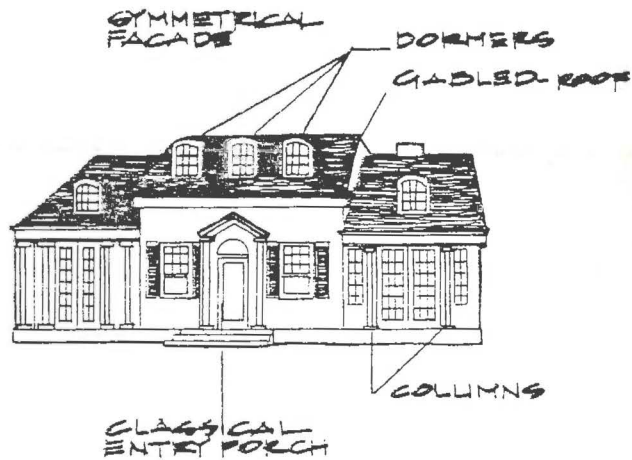 SYMMETRICAL
FACADE
DORMERS
GABLED ROOF
COLUMNS
CLASSICAL
ENTRY PORCH